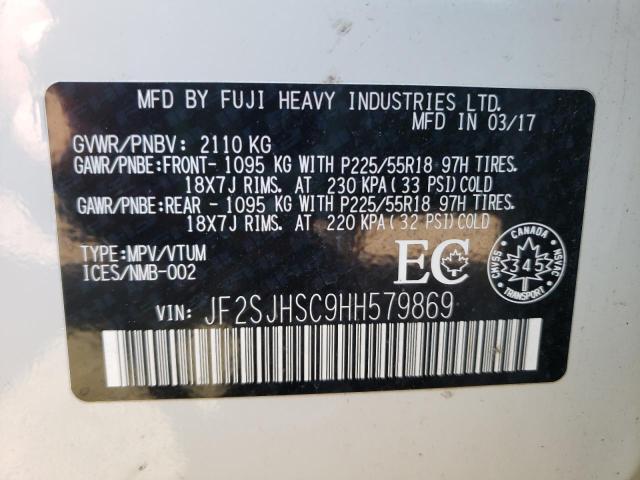 MFD BY FUJI HEAVY INDUSTRIES LTD.
MFD IN 03/17
GVWR/PNBV: 2110 KG
GAWR/PNBE:FRONT- 1095 KG WITH P225/55R18 97H TIRES.
18X7J RIMS. AT 230 KPA(33 PSI)COLD
GAWR/PNBE:REAR - 1095 KG WITH P225/55R18 97H TIRES.
18X7J RIMS. AT 220 KPA(32 PSI)COLD
TYPE:MPV/VTUM
ICES/NMB-002
EC
CANADA
CMVSS
NSVAC
TRANSPORT
VIN: JF2SJHSC9HH579869